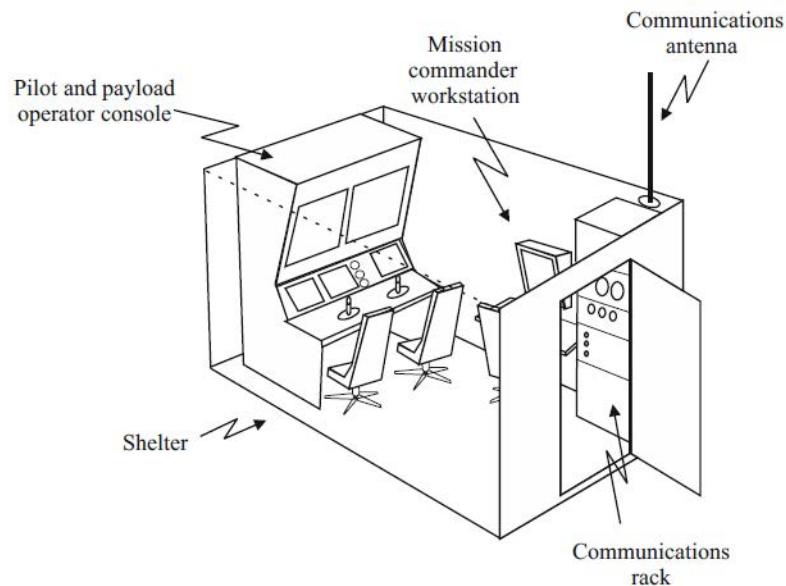 Communications
antenna
Mission
commander
workstation
Pilot and payload
operator console
Shelter
Communications
rack